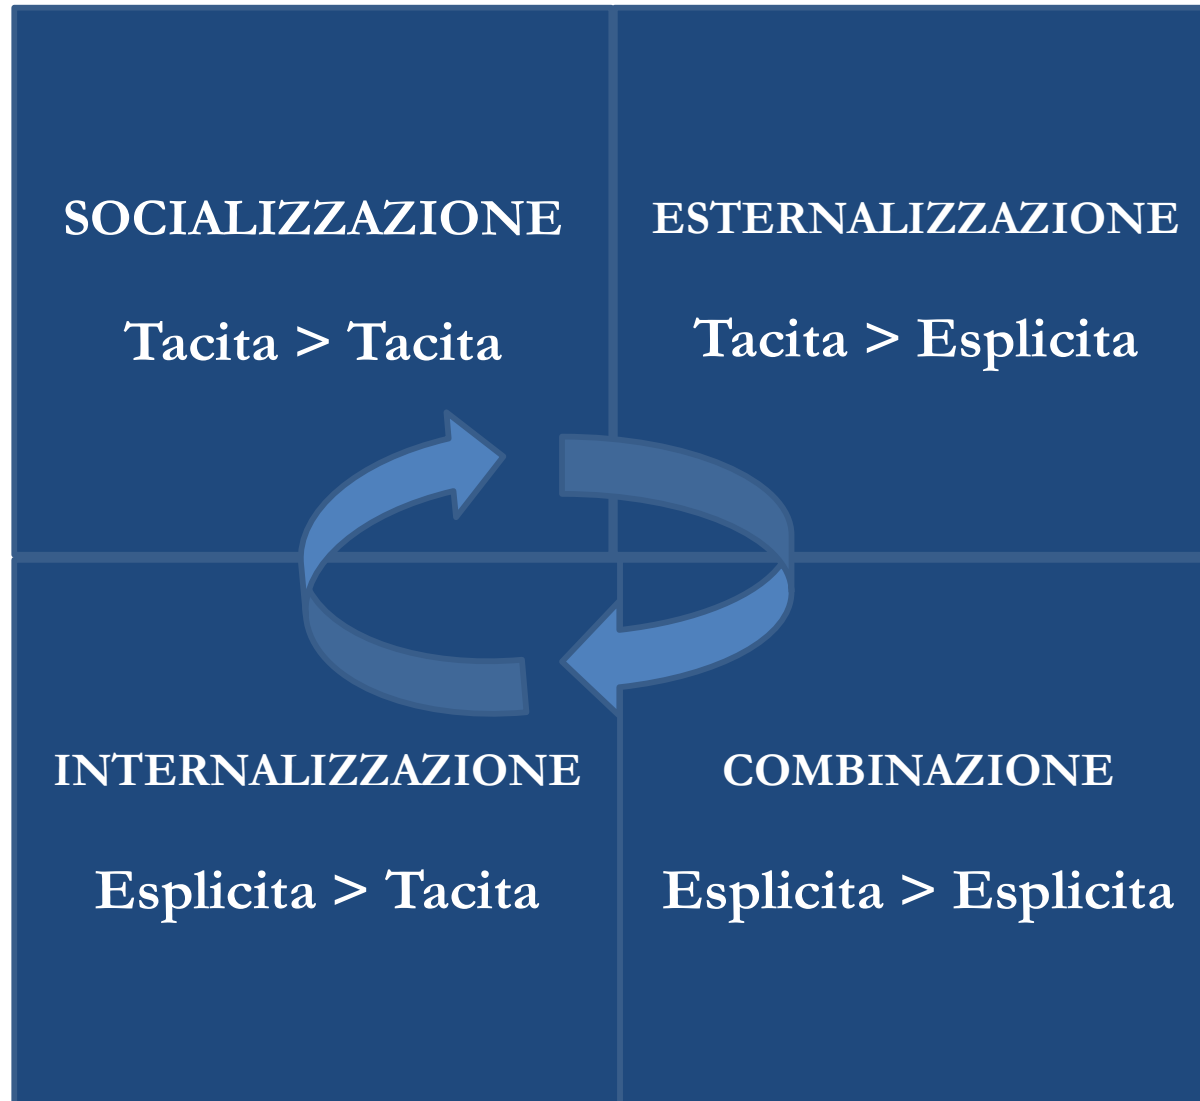 SOCIALIZZAZIONE
Tacita > Tacita
ESTERNALIZZAZIONE
Tacita > Esplicita
INTERNALIZZAZIONE
Esplicita > Tacita
COMBINAZIONE
Esplicita > Esplicita